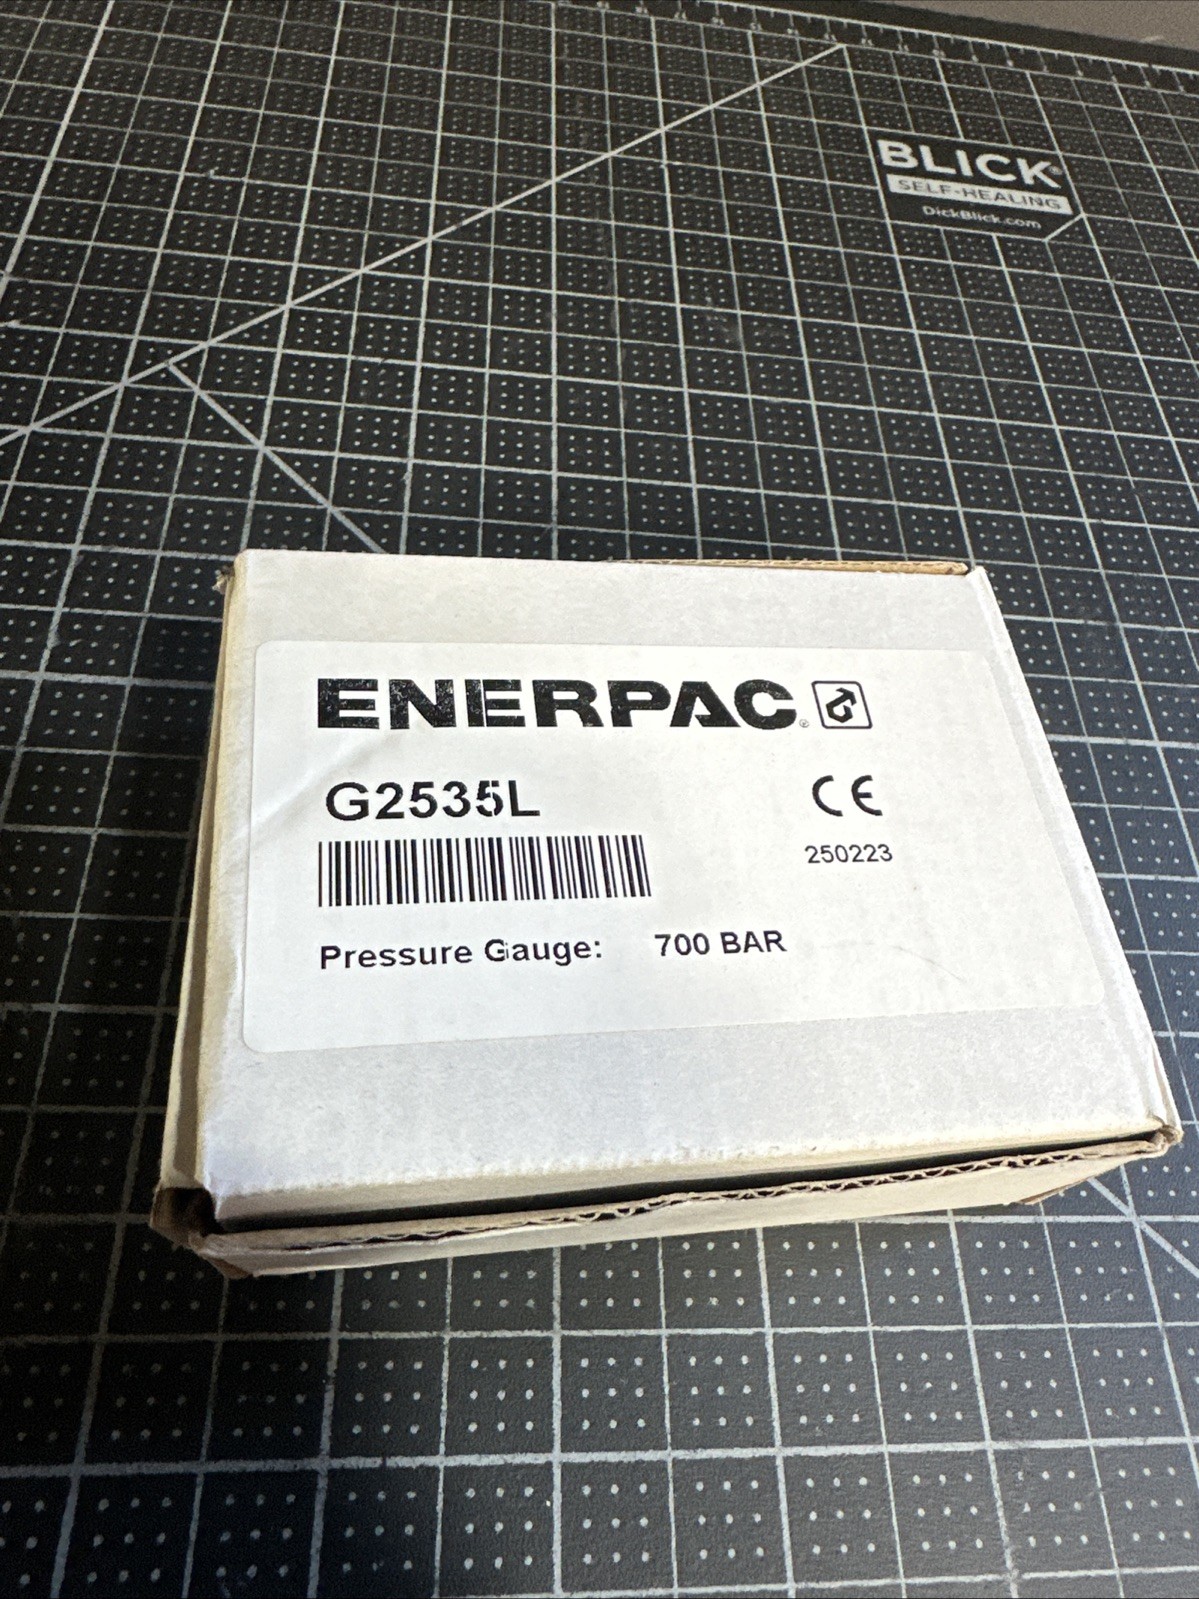 BLICK®
SELF-HEALING
DickBlick.com
ENERPAC®
G2535L
CE
250223
Pressure Gauge: 700 BAR